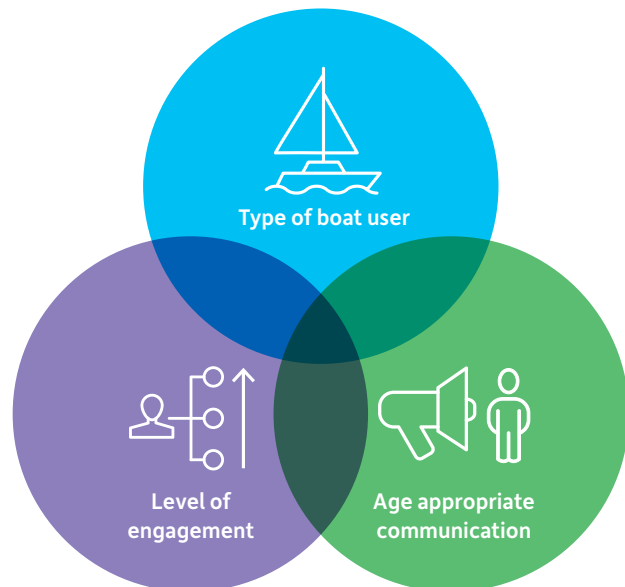 Type of boat user
Level of
engagement
Age appropriate
communication